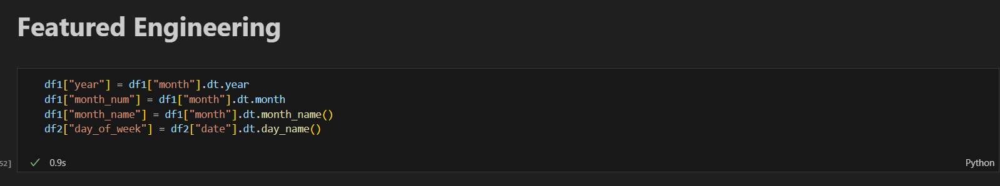 Featured Engineering
df1["year"] = df1["month"].dt.year
df1["month_num"] = df1["month"].dt.month
df1["month_name"] = df1["month"].dt.month_name()
df2["day_of_week"] = df2["date"].dt.day_name()
52] ✓ 0.9s Python